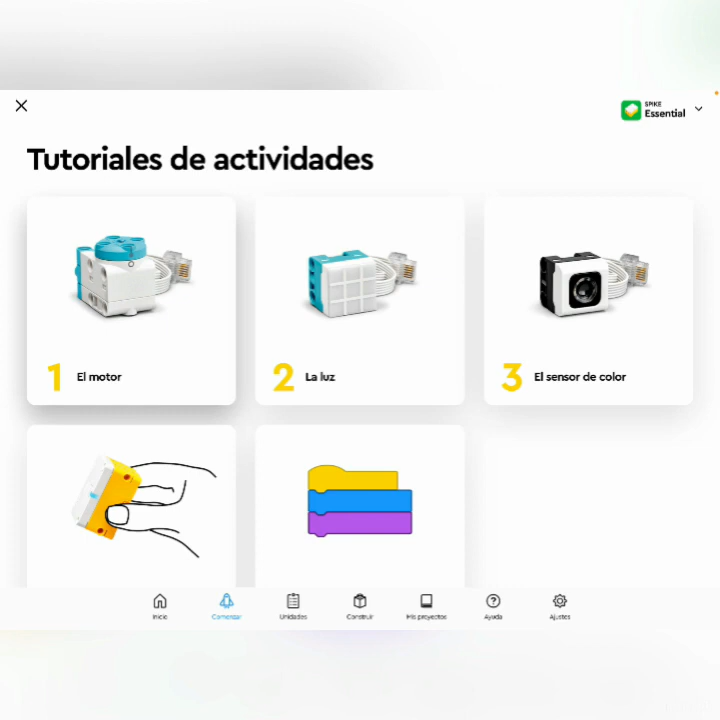 SPIKE
Essential
Tutoriales de actividades
1 El motor
2 La luz
3 El sensor de color
Inicio
Comenzar
Unidades
Construir
Mis proyectos
Ayuda
Ajustes